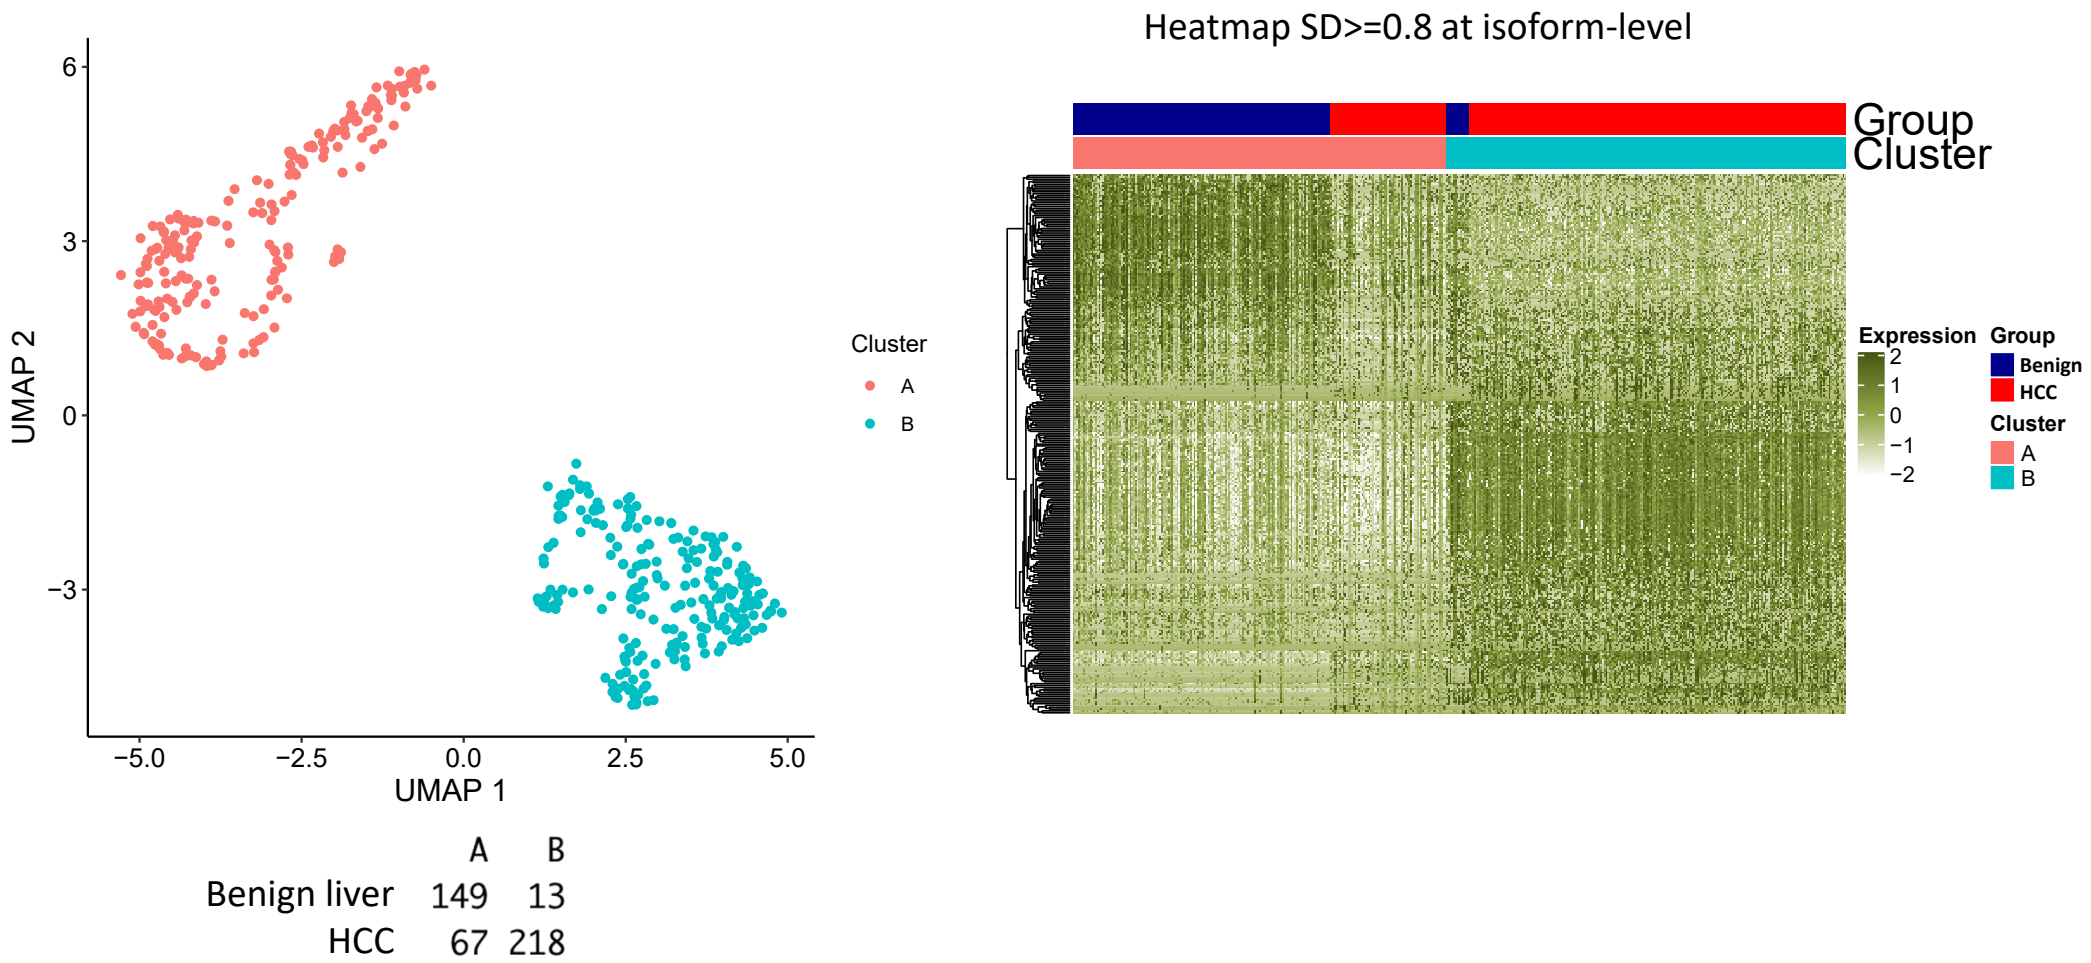 Heatmap SD>=0.8 at isoform-level
6
3
0
−3
UMAP 2
−5.0 −2.5 0.0 2.5 5.0
UMAP 1
Cluster
A
B
Group
Cluster
Expression
2
1
0
−1
−2
Group
Benign
HCC
Cluster
A
B
A B
Benign liver 149 13
HCC 67 218